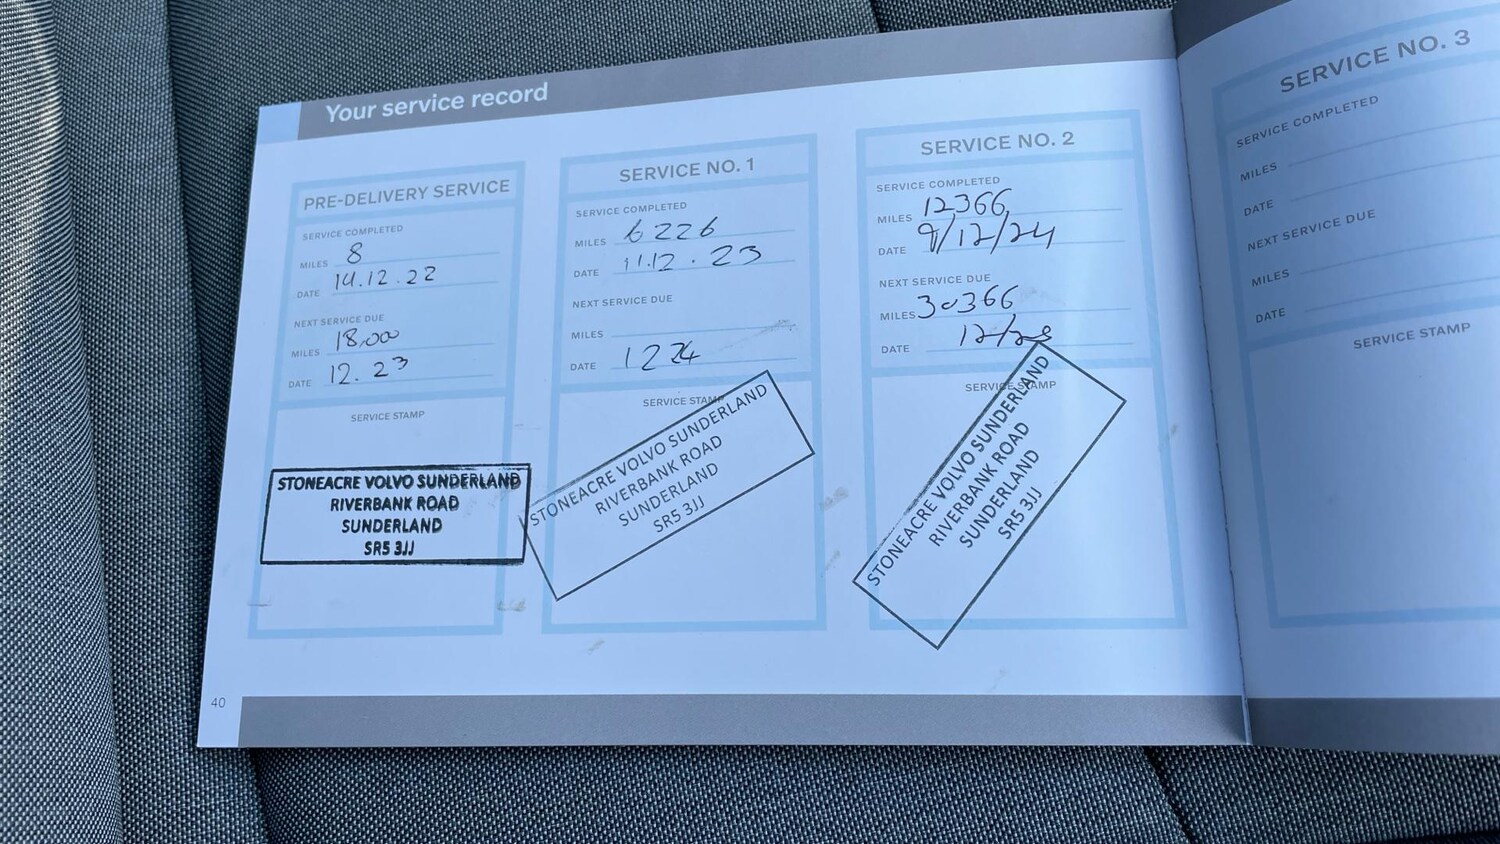 Your service record
PRE-DELIVERY SERVICE
SERVICE COMPLETED
MILES 8
DATE 14.12.22
NEXT SERVICE DUE
MILES 18,000
DATE 12.23
SERVICE STAMP
STONEACRE VOLVO SUNDERLAND
RIVERBANK ROAD
SUNDERLAND
SR5 3JJ
SERVICE NO. 1
SERVICE COMPLETED
MILES 6226
DATE 11.12.23
NEXT SERVICE DUE
MILES
DATE 12 24
SERVICE STAMP
STONEACRE VOLVO SUNDERLAND
RIVERBANK ROAD
SUNDERLAND
SR5 3JJ
SERVICE NO. 2
SERVICE COMPLETED
MILES 12366
DATE 9/12/24
NEXT SERVICE DUE
MILES 30366
DATE
SERVICE STAMP
STONEACRE VOLVO SUNDERLAND
RIVERBANK ROAD
SUNDERLAND
SR5 3JJ
SERVICE NO. 3
SERVICE COMPLETED
MILES
DATE
NEXT SERVICE DUE
MILES
DATE
SERVICE STAMP
40